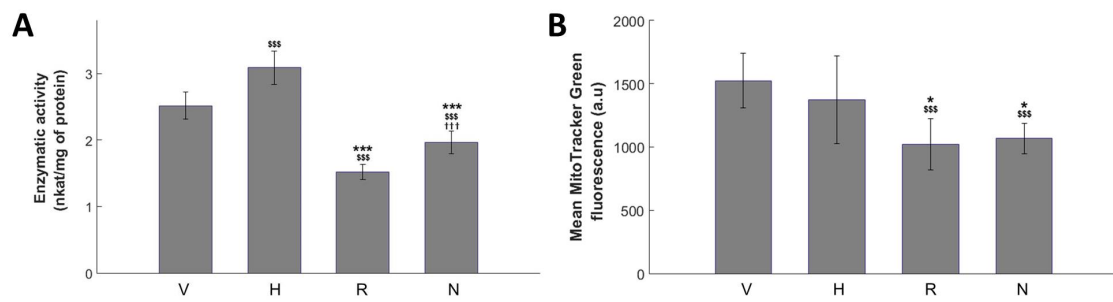 A
Enzymatic activity
(nkat/mg of protein)
3
2
1
0
$$$
***
$$$
***
$$$
†††
V H R N
B
Mean MitoTracker Green
fluorescence (a.u)
2000
1500
1000
500
0
*
$$$
*
$$$
V H R N